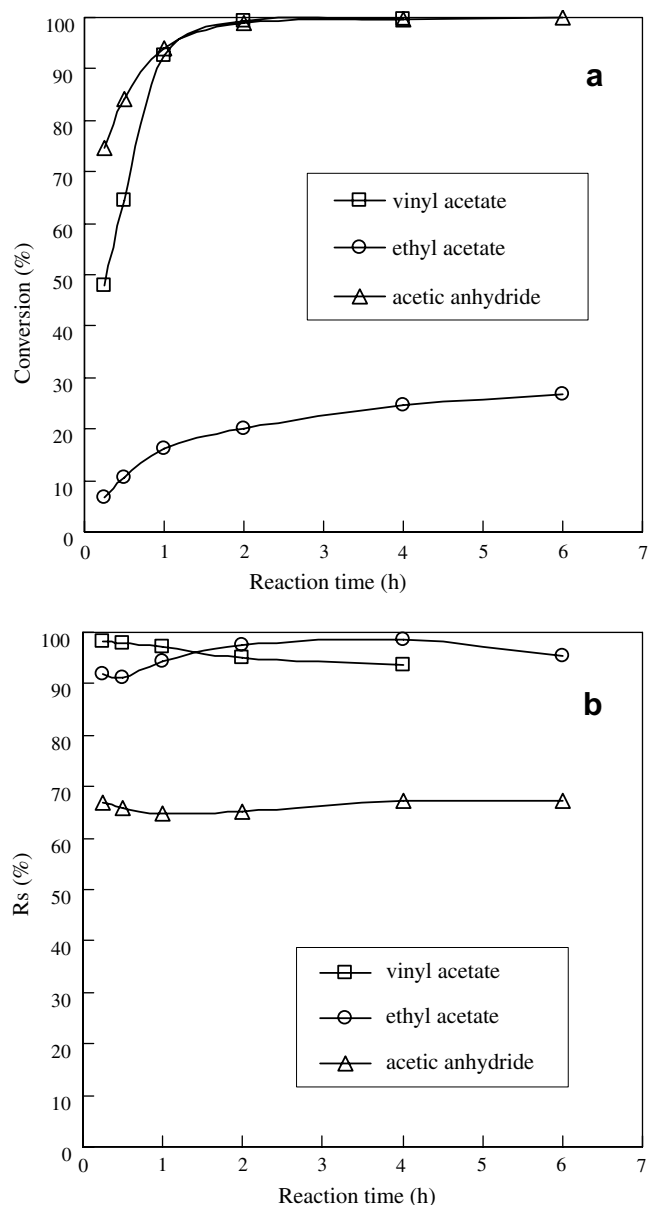 100
90
80
70
60
50
40
30
20
10
0
Conversion (%)
a
vinyl acetate
ethyl acetate
acetic anhydride
0 1 2 3 4 5 6 7
Reaction time (h)
100
90
80
70
60
50
40
30
20
10
0
Rs (%)
b
vinyl acetate
ethyl acetate
acetic anhydride
0 1 2 3 4 5 6 7
Reaction time (h)